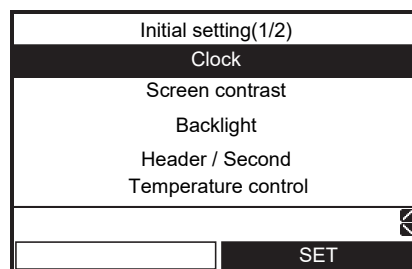 Initial setting(1/2)
Clock
Screen contrast
Backlight
Header / Second
Temperature control
SET